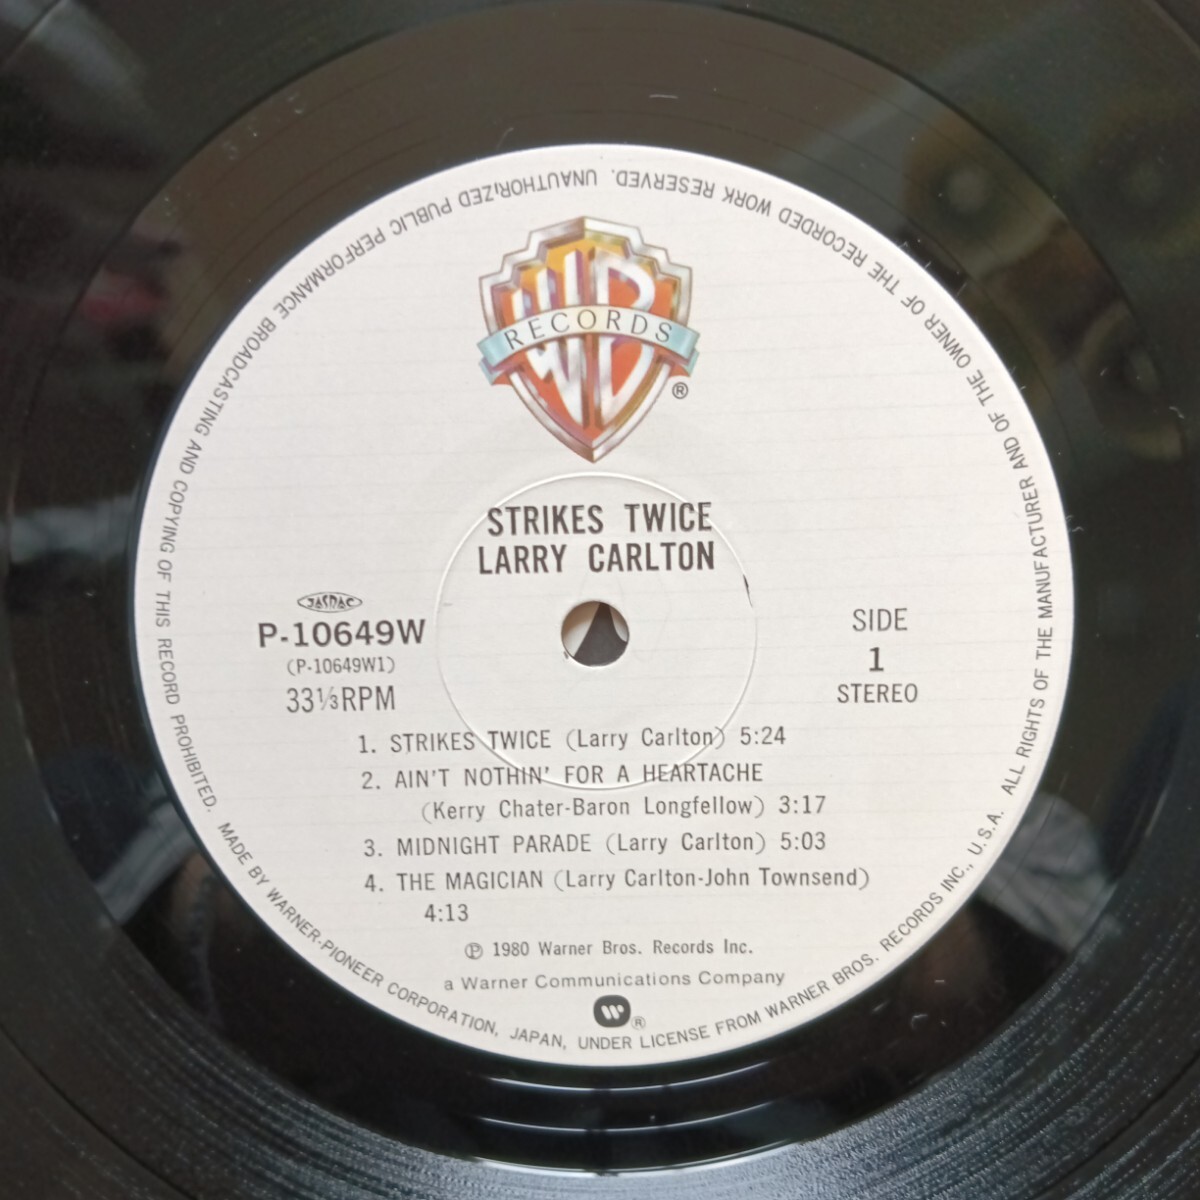 WB
RECORDS
®
STRIKES TWICE
LARRY CARLTON
JASRAC
P-10649W
(P-10649W1)
33⅓RPM
SIDE
1
STEREO
1. STRIKES TWICE (Larry Carlton) 5:24
2. AIN'T NOTHIN' FOR A HEARTACHE
(Kerry Chater-Baron Longfellow) 3:17
3. MIDNIGHT PARADE (Larry Carlton) 5:03
4. THE MAGICIAN (Larry Carlton-John Townsend)
4:13
℗ 1980 Warner Bros. Records Inc.
a Warner Communications Company
®
MADE BY WARNER-PIONEER CORPORATION, JAPAN, UNDER LICENSE FROM WARNER BROS. RECORDS INC., U.S.A. ALL RIGHTS OF THE MANUFACTURER AND OF THE OWNER OF THE RECORDED WORK RESERVED. UNAUTHORIZED PUBLIC PERFORMANCE BROADCASTING AND COPYING OF THIS RECORD PROHIBITED.